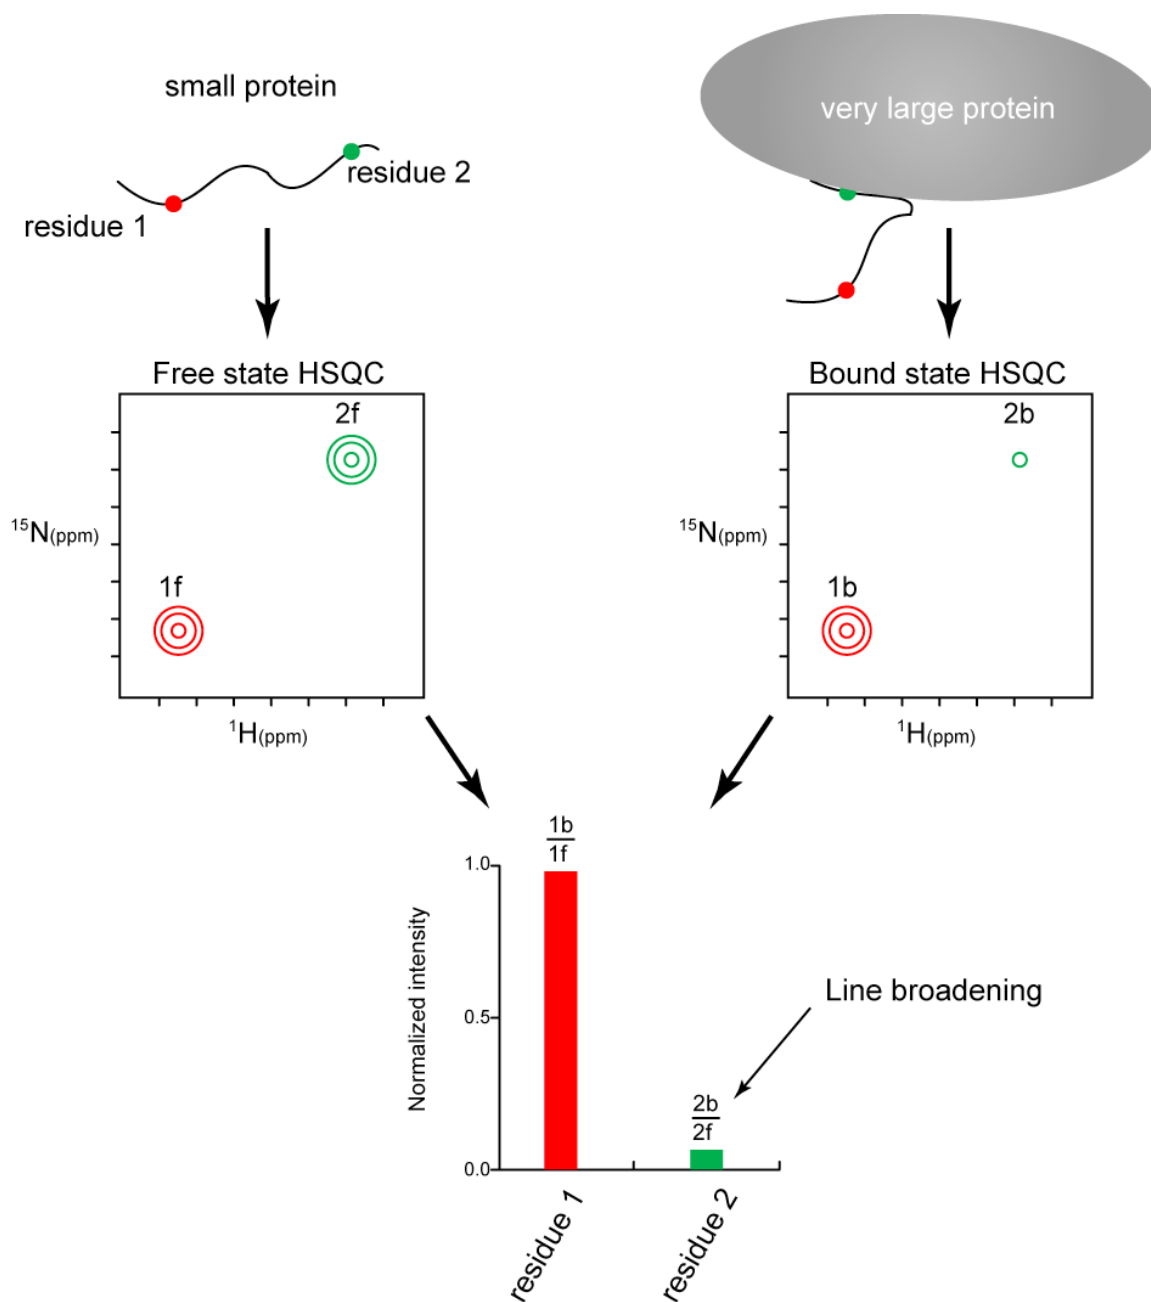 small protein
very large protein
residue 2
residue 1
Free state HSQC
Bound state HSQC
2f
2b
¹⁵N(ppm)
¹⁵N(ppm)
1f
1b
¹H(ppm)
¹H(ppm)
1b
1f
1.0
Normalized intensity
Line broadening
0.5
2b
2f
0.0
residue 1
residue 2